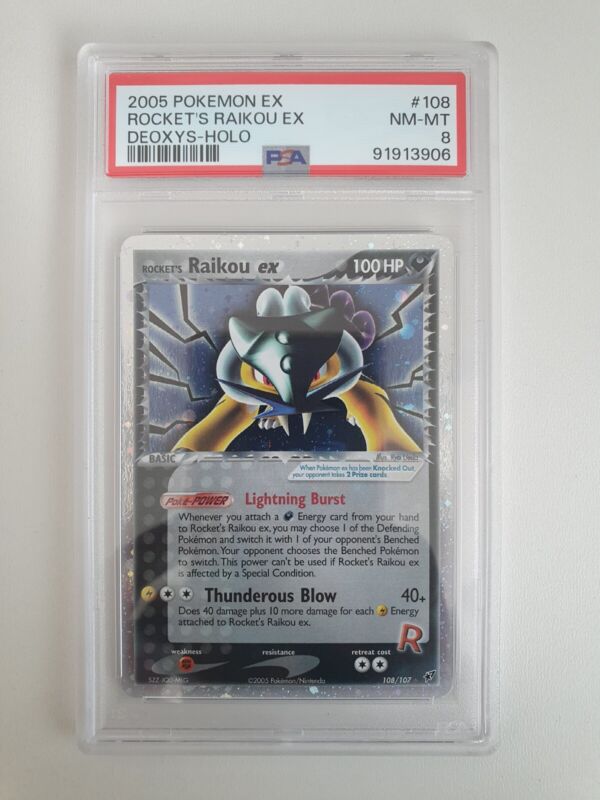 2005 POKEMON EX #108
ROCKET'S RAIKOU EX NM-MT
DEOXYS-HOLO 8
PSA 91913906
ROCKET'S Raikou ex 100 HP
BASIC
When Pokémon ex has been Knocked Out,
your opponent takes 2 Prize cards.
Poké-POWER Lightning Burst
Whenever you attach a Energy card from your hand
to Rocket's Raikou ex, you may choose 1 of the Defending
Pokémon and switch it with 1 of your opponent's Benched
Pokémon. Your opponent chooses the Benched Pokémon
to switch. This power can't be used if Rocket's Raikou ex
is affected by a Special Condition.
Thunderous Blow 40+
Does 40 damage plus 10 more damage for each Energy
attached to Rocket's Raikou ex.
R
weakness resistance retreat cost
©2005 Pokémon/Nintendo 108/107